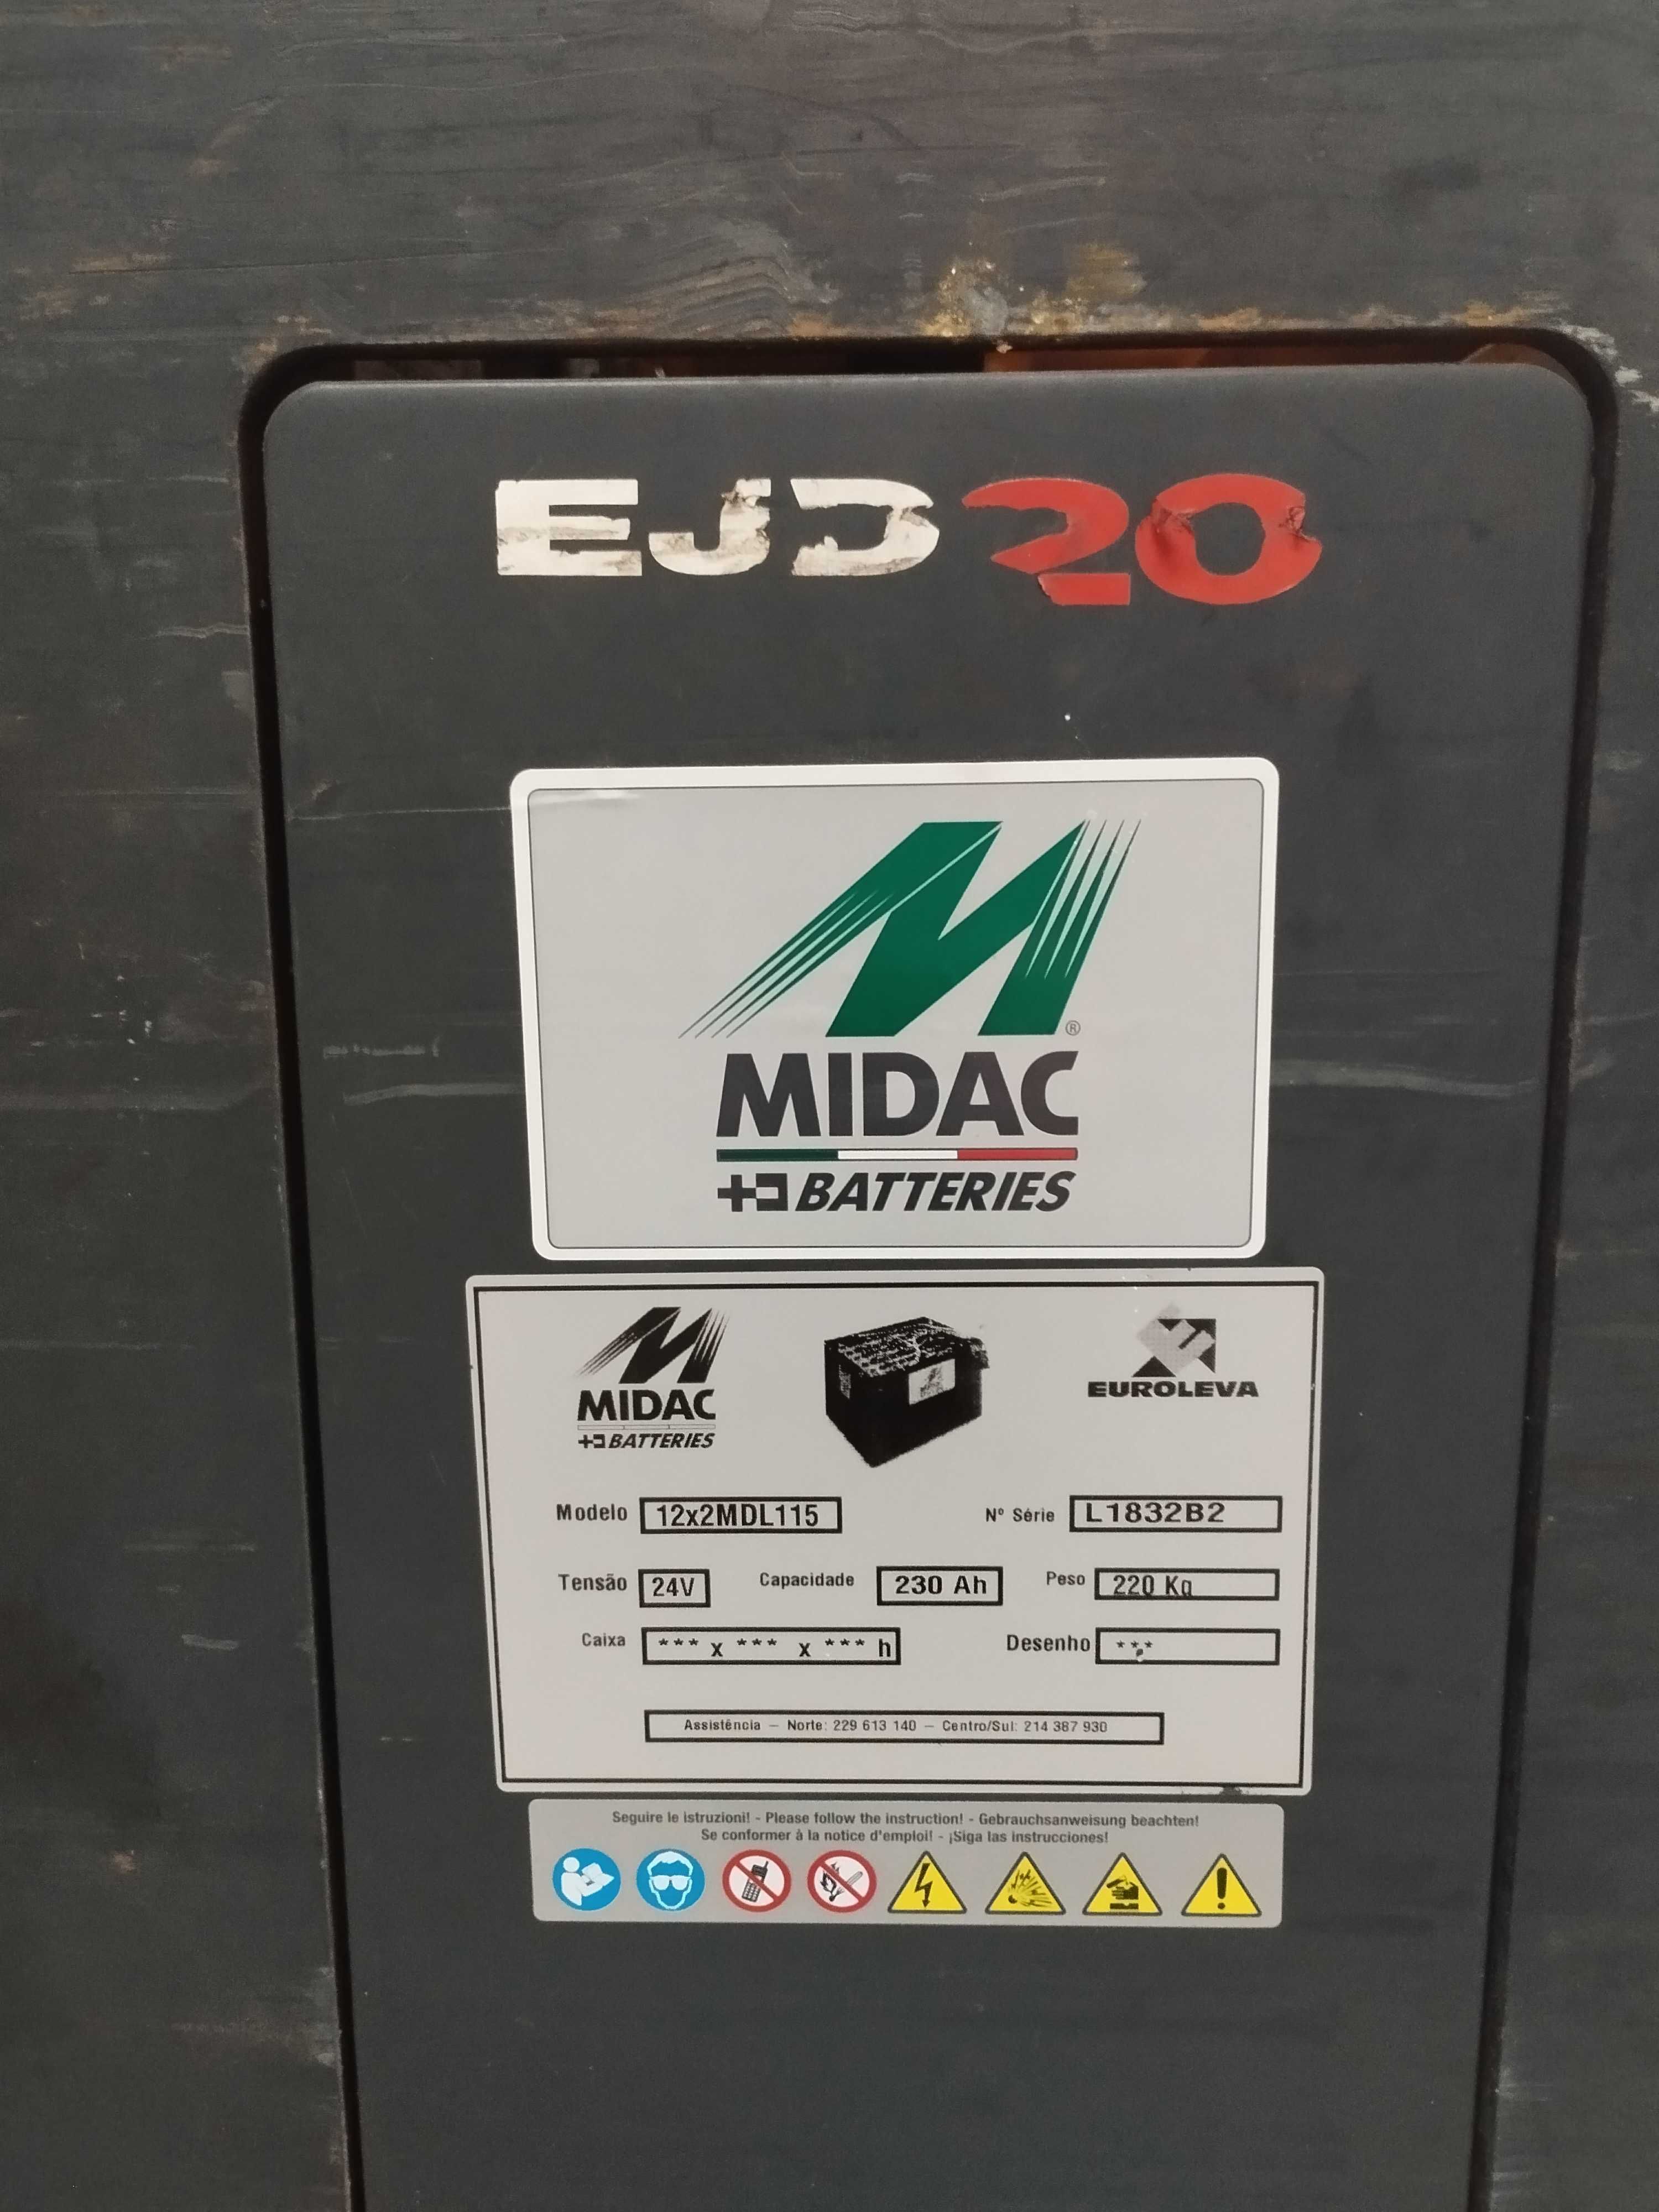 EJD20
MIDAC
BATTERIES
MIDAC
BATTERIES
EUROLEVA
Modelo 12x2MDL115 Nº Série L1832B2
Tensão 24V Capacidade 230 Ah Peso 220 Kg
Caixa *** x *** x *** h Desenho ***
Assistência – Norte: 229 613 140 – Centro/Sul: 214 387 930
Seguire le istruzioni! - Please follow the instruction! - Gebrauchsanweisung beachten!
Se conformer à la notice d'emploi! - ¡Siga las instrucciones!